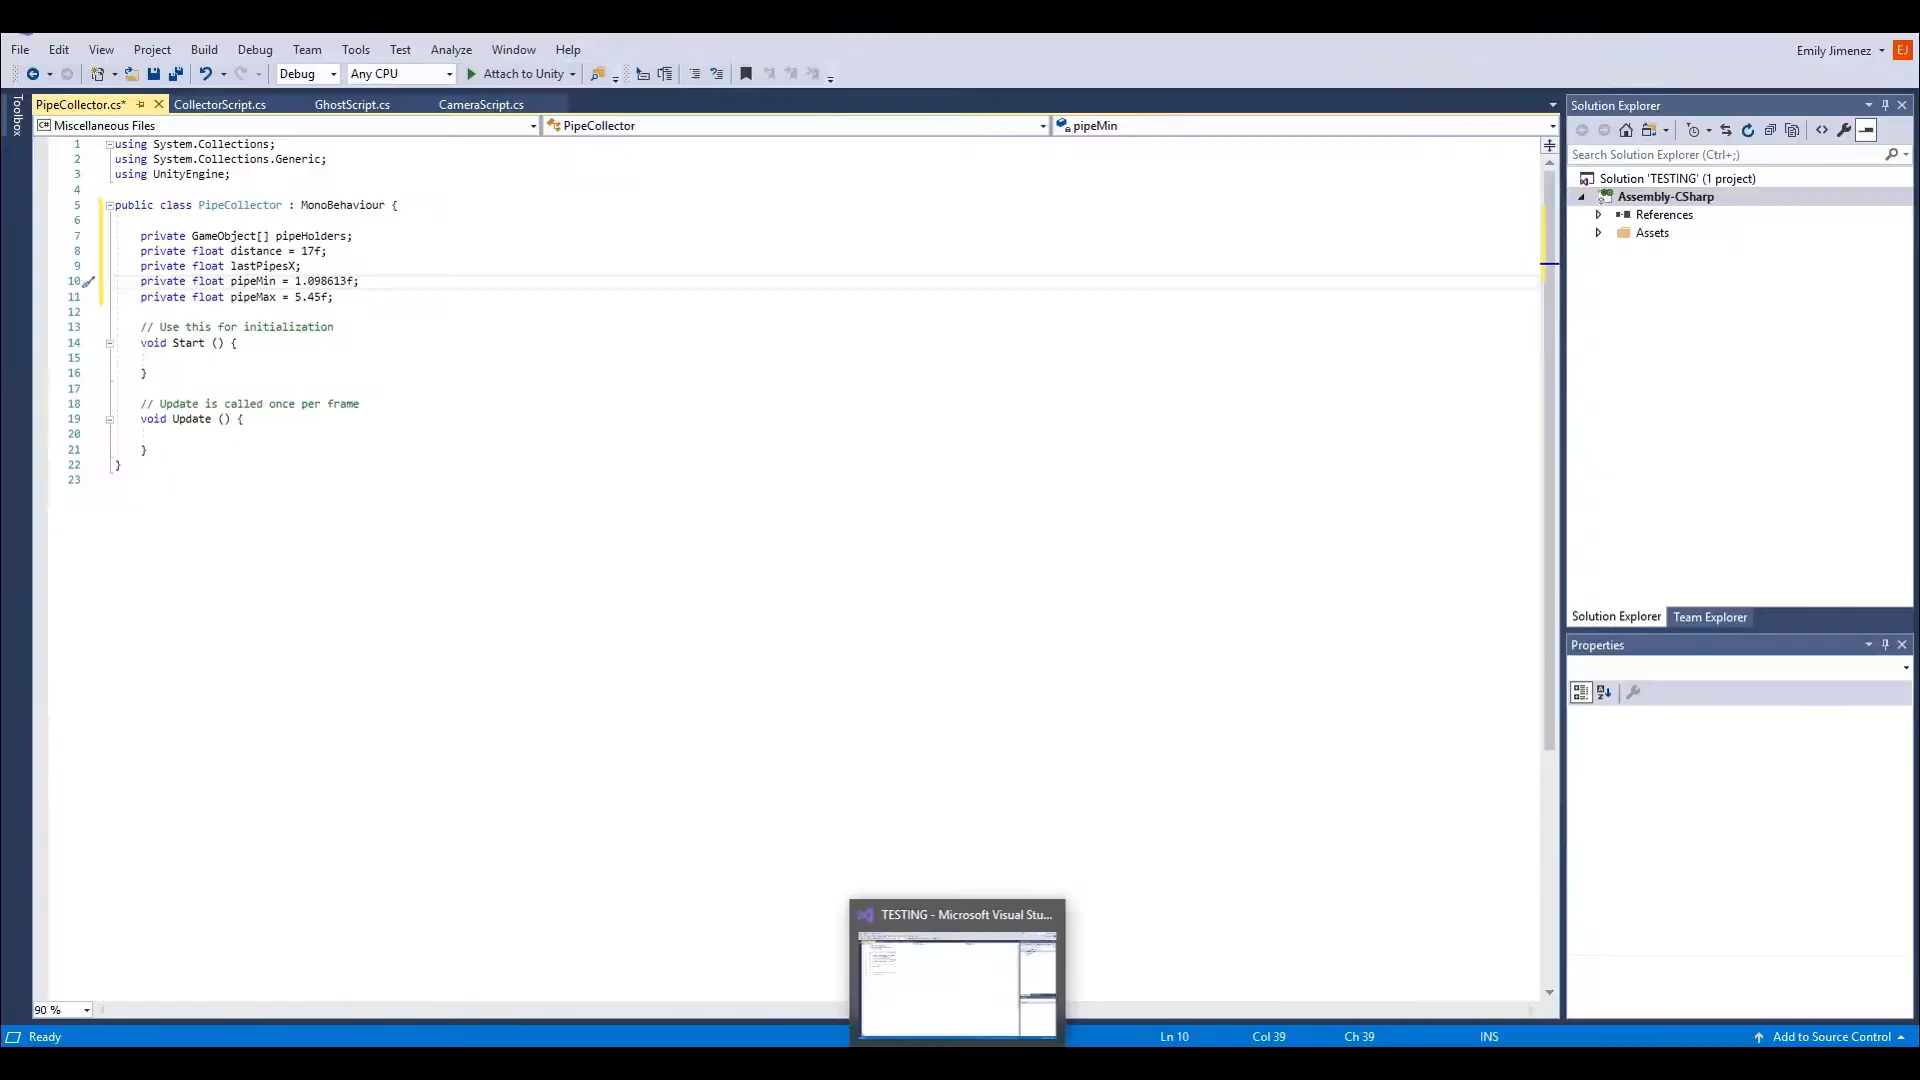 File Edit View Project Build Debug Team Tools Test Analyze Window Help
Emily Jimenez EJ
Debug Any CPU Attach to Unity
Toolbox
PipeCollector.cs* CollectorScript.cs GhostScript.cs CameraScript.cs
C# Miscellaneous Files PipeCollector pipeMin
1 using System.Collections;
2 using System.Collections.Generic;
3 using UnityEngine;
4
5 public class PipeCollector : MonoBehaviour {
6
7 private GameObject[] pipeHolders;
8 private float distance = 17f;
9 private float lastPipesX;
10 private float pipeMin = 1.098613f;
11 private float pipeMax = 5.45f;
12
13 // Use this for initialization
14 void Start () {
15
16 }
17
18 // Update is called once per frame
19 void Update () {
20
21 }
22 }
23
Solution Explorer
Search Solution Explorer (Ctrl+;)
Solution 'TESTING' (1 project)
Assembly-CSharp
References
Assets
Solution Explorer Team Explorer
Properties
TESTING - Microsoft Visual Stu...
90 %
Ready Ln 10 Col 39 Ch 39 INS Add to Source Control